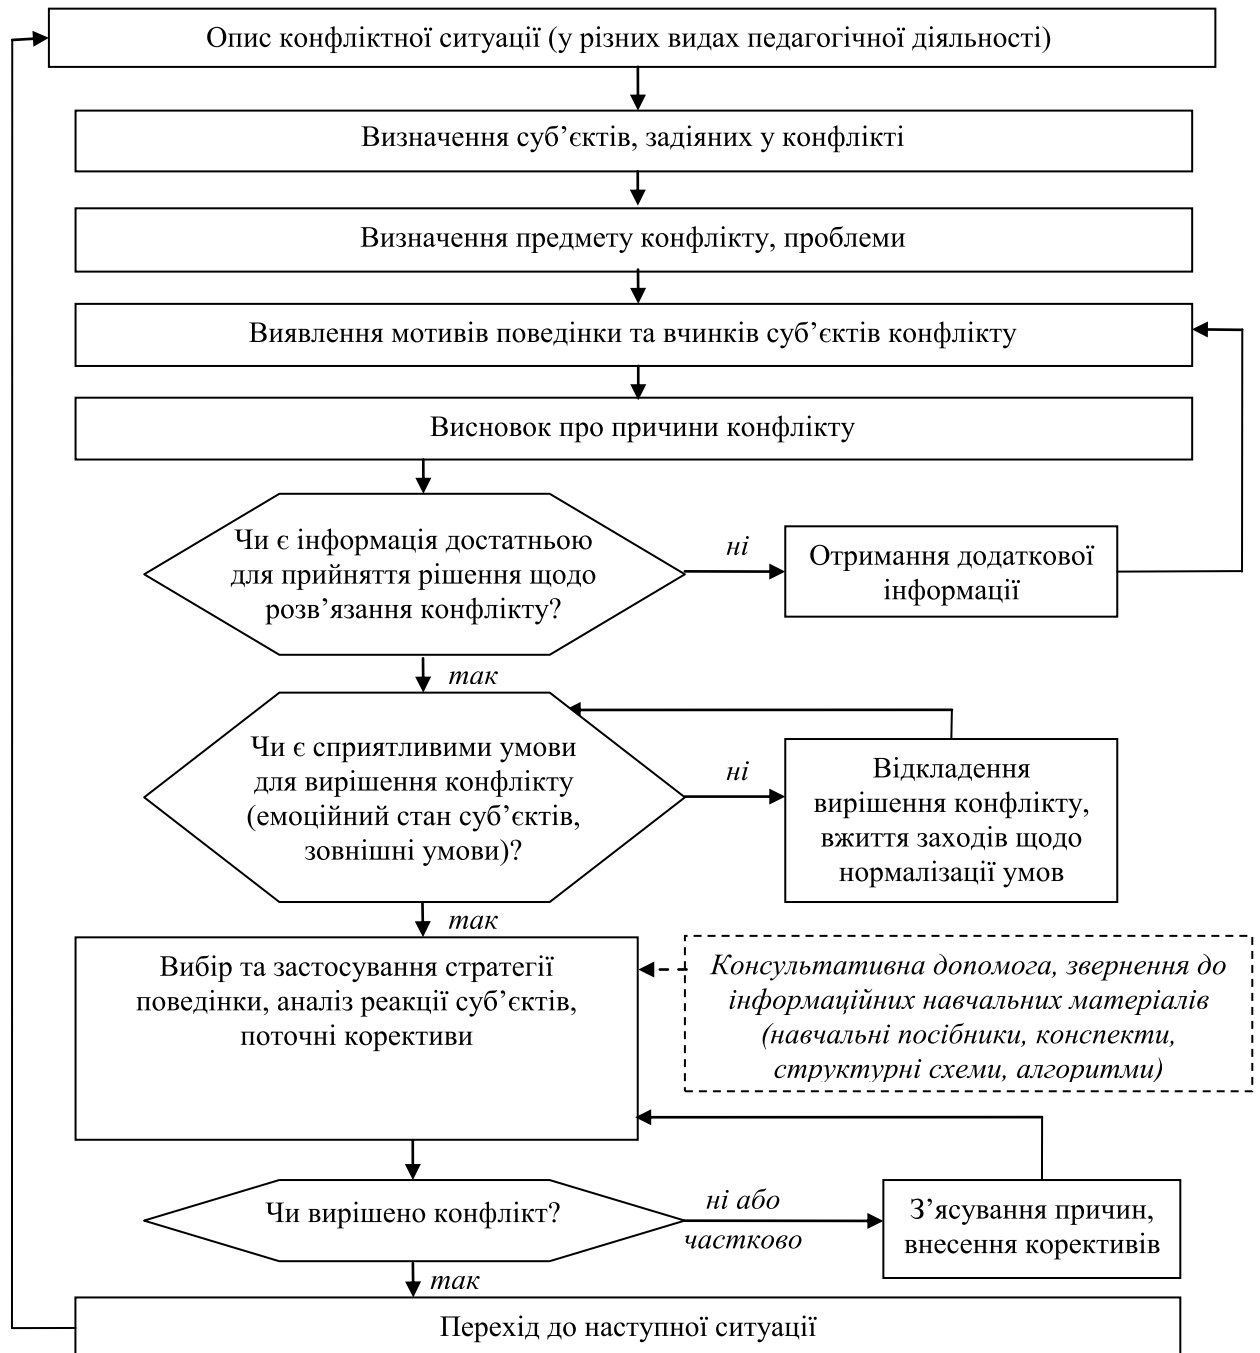 Опис конфліктної ситуації (у різних видах педагогічної діяльності)
Визначення суб’єктів, задіяних у конфлікті
Визначення предмету конфлікту, проблеми
Виявлення мотивів поведінки та вчинків суб’єктів конфлікту
Висновок про причини конфлікту
Чи є інформація достатньою
для прийняття рішення щодо
розв’язання конфлікту?
ні
Отримання додаткової
інформації
так
Чи є сприятливими умови
для вирішення конфлікту
(емоційний стан суб’єктів,
зовнішні умови)?
ні
Відкладення
вирішення конфлікту,
вжиття заходів щодо
нормалізації умов
так
Вибір та застосування стратегії
поведінки, аналіз реакції суб’єктів,
поточні корективи
Консультативна допомога, звернення до
інформаційних навчальних матеріалів
(навчальні посібники, конспекти,
структурні схеми, алгоритми)
Чи вирішено конфлікт?
ні або
частково
З’ясування причин,
внесення корективів
так
Перехід до наступної ситуації